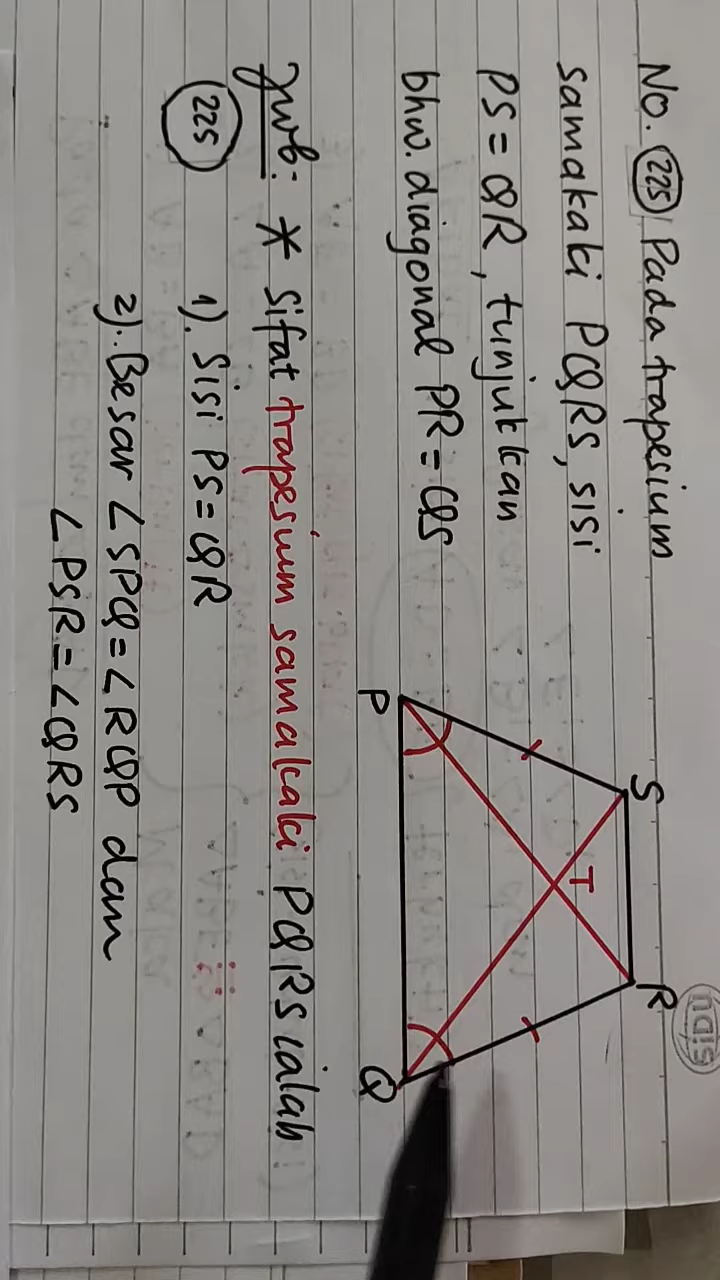 No. 225 Pada trapesium
samakaki PQRS, sisi
PS = QR, tunjukkan
bhw. diagonal PR = QS
S
R
T
P
Q
nais
Jwb: * Sifat trapesium samakaki PQRS ialah
225
1). Sisi PS = QR
2). Besar ∠SPQ = ∠RQP dan
∠PSR = ∠QRS